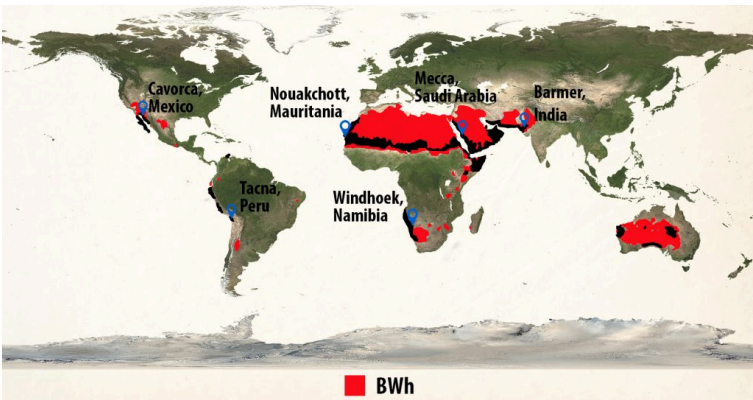 Cavorca,
Mexico
Nouakchott,
Mauritania
Mecca,
Saudi Arabia
Barmer,
India
Tacna,
Peru
Windhoek,
Namibia
BWh